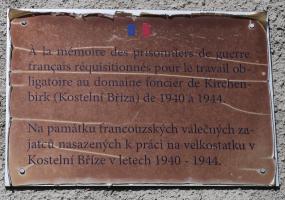 À la mémoire des prisonniers de guerre
français réquisitionnés pour le travail ob-
ligatoire au domaine foncier de Kirchen-
birk (Kostelní Bříza) de 1940 à 1944.
Na památku francouzských válečných za-
jatců nasazených k práci na velkostatku v
Kostelní Bříze v letech 1940 - 1944.